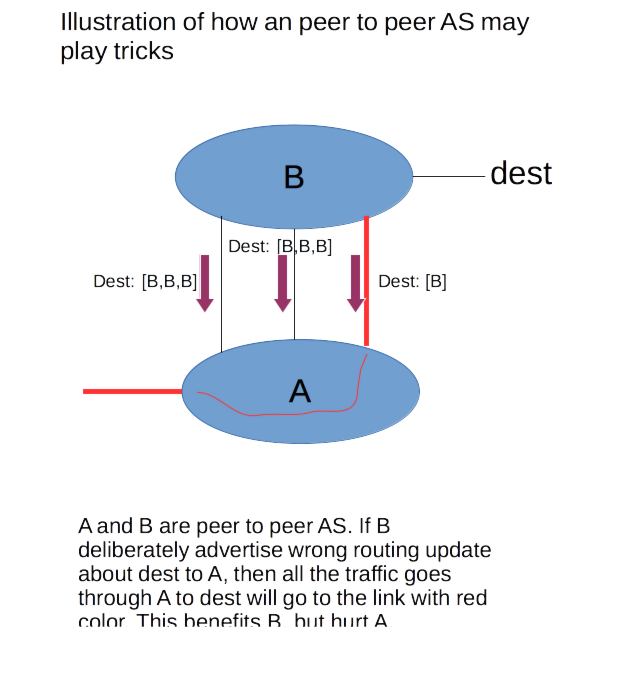 Illustration of how an peer to peer AS may
play tricks
B
dest
Dest: [B,B,B]
Dest: [B,B,B]
Dest: [B]
A
A and B are peer to peer AS. If B
deliberately advertise wrong routing update
about dest to A, then all the traffic goes
through A to dest will go to the link with red
color. This benefits B, but hurt A